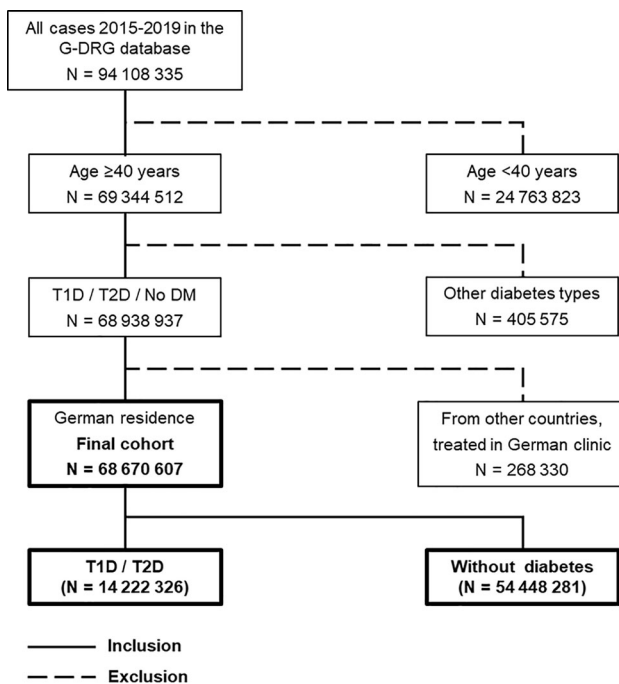 All cases 2015-2019 in the
G-DRG database
N = 94 108 335
Age ≥40 years
N = 69 344 512
Age <40 years
N = 24 763 823
T1D / T2D / No DM
N = 68 938 937
Other diabetes types
N = 405 575
German residence
Final cohort
N = 68 670 607
From other countries,
treated in German clinic
N = 268 330
T1D / T2D
(N = 14 222 326)
Without diabetes
(N = 54 448 281)
Inclusion
Exclusion